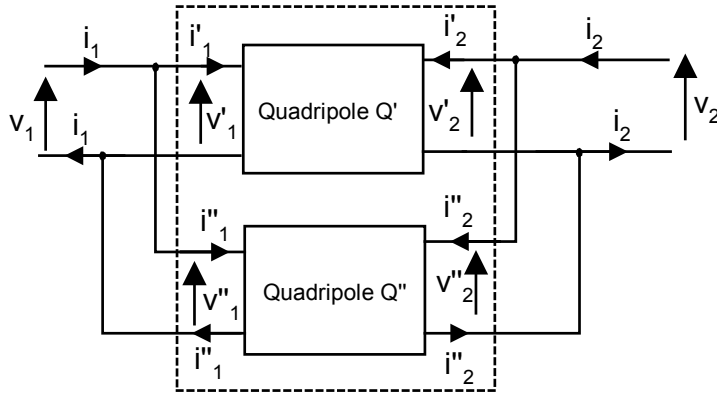 i₁ i'₁ i'₂ i₂
v₁ v'₁ Quadripole Q' v'₂ v₂
i₁ i₂
i"₁ i"₂
v"₁ Quadripole Q" v"₂
i"₁ i"₂